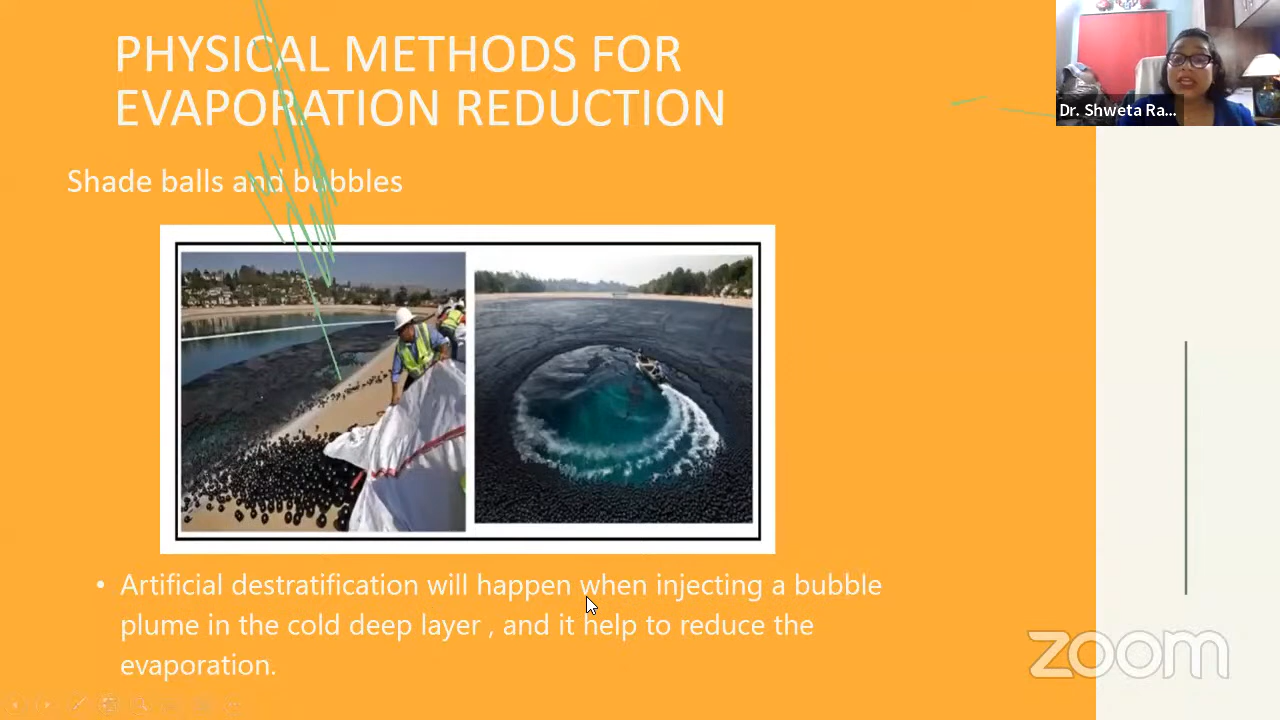 PHYSICAL METHODS FOR
EVAPORATION REDUCTION
Dr. Shweta Ra...
Shade balls and bubbles
• Artificial destratification will happen when injecting a bubble
plume in the cold deep layer , and it help to reduce the
evaporation.
zoom